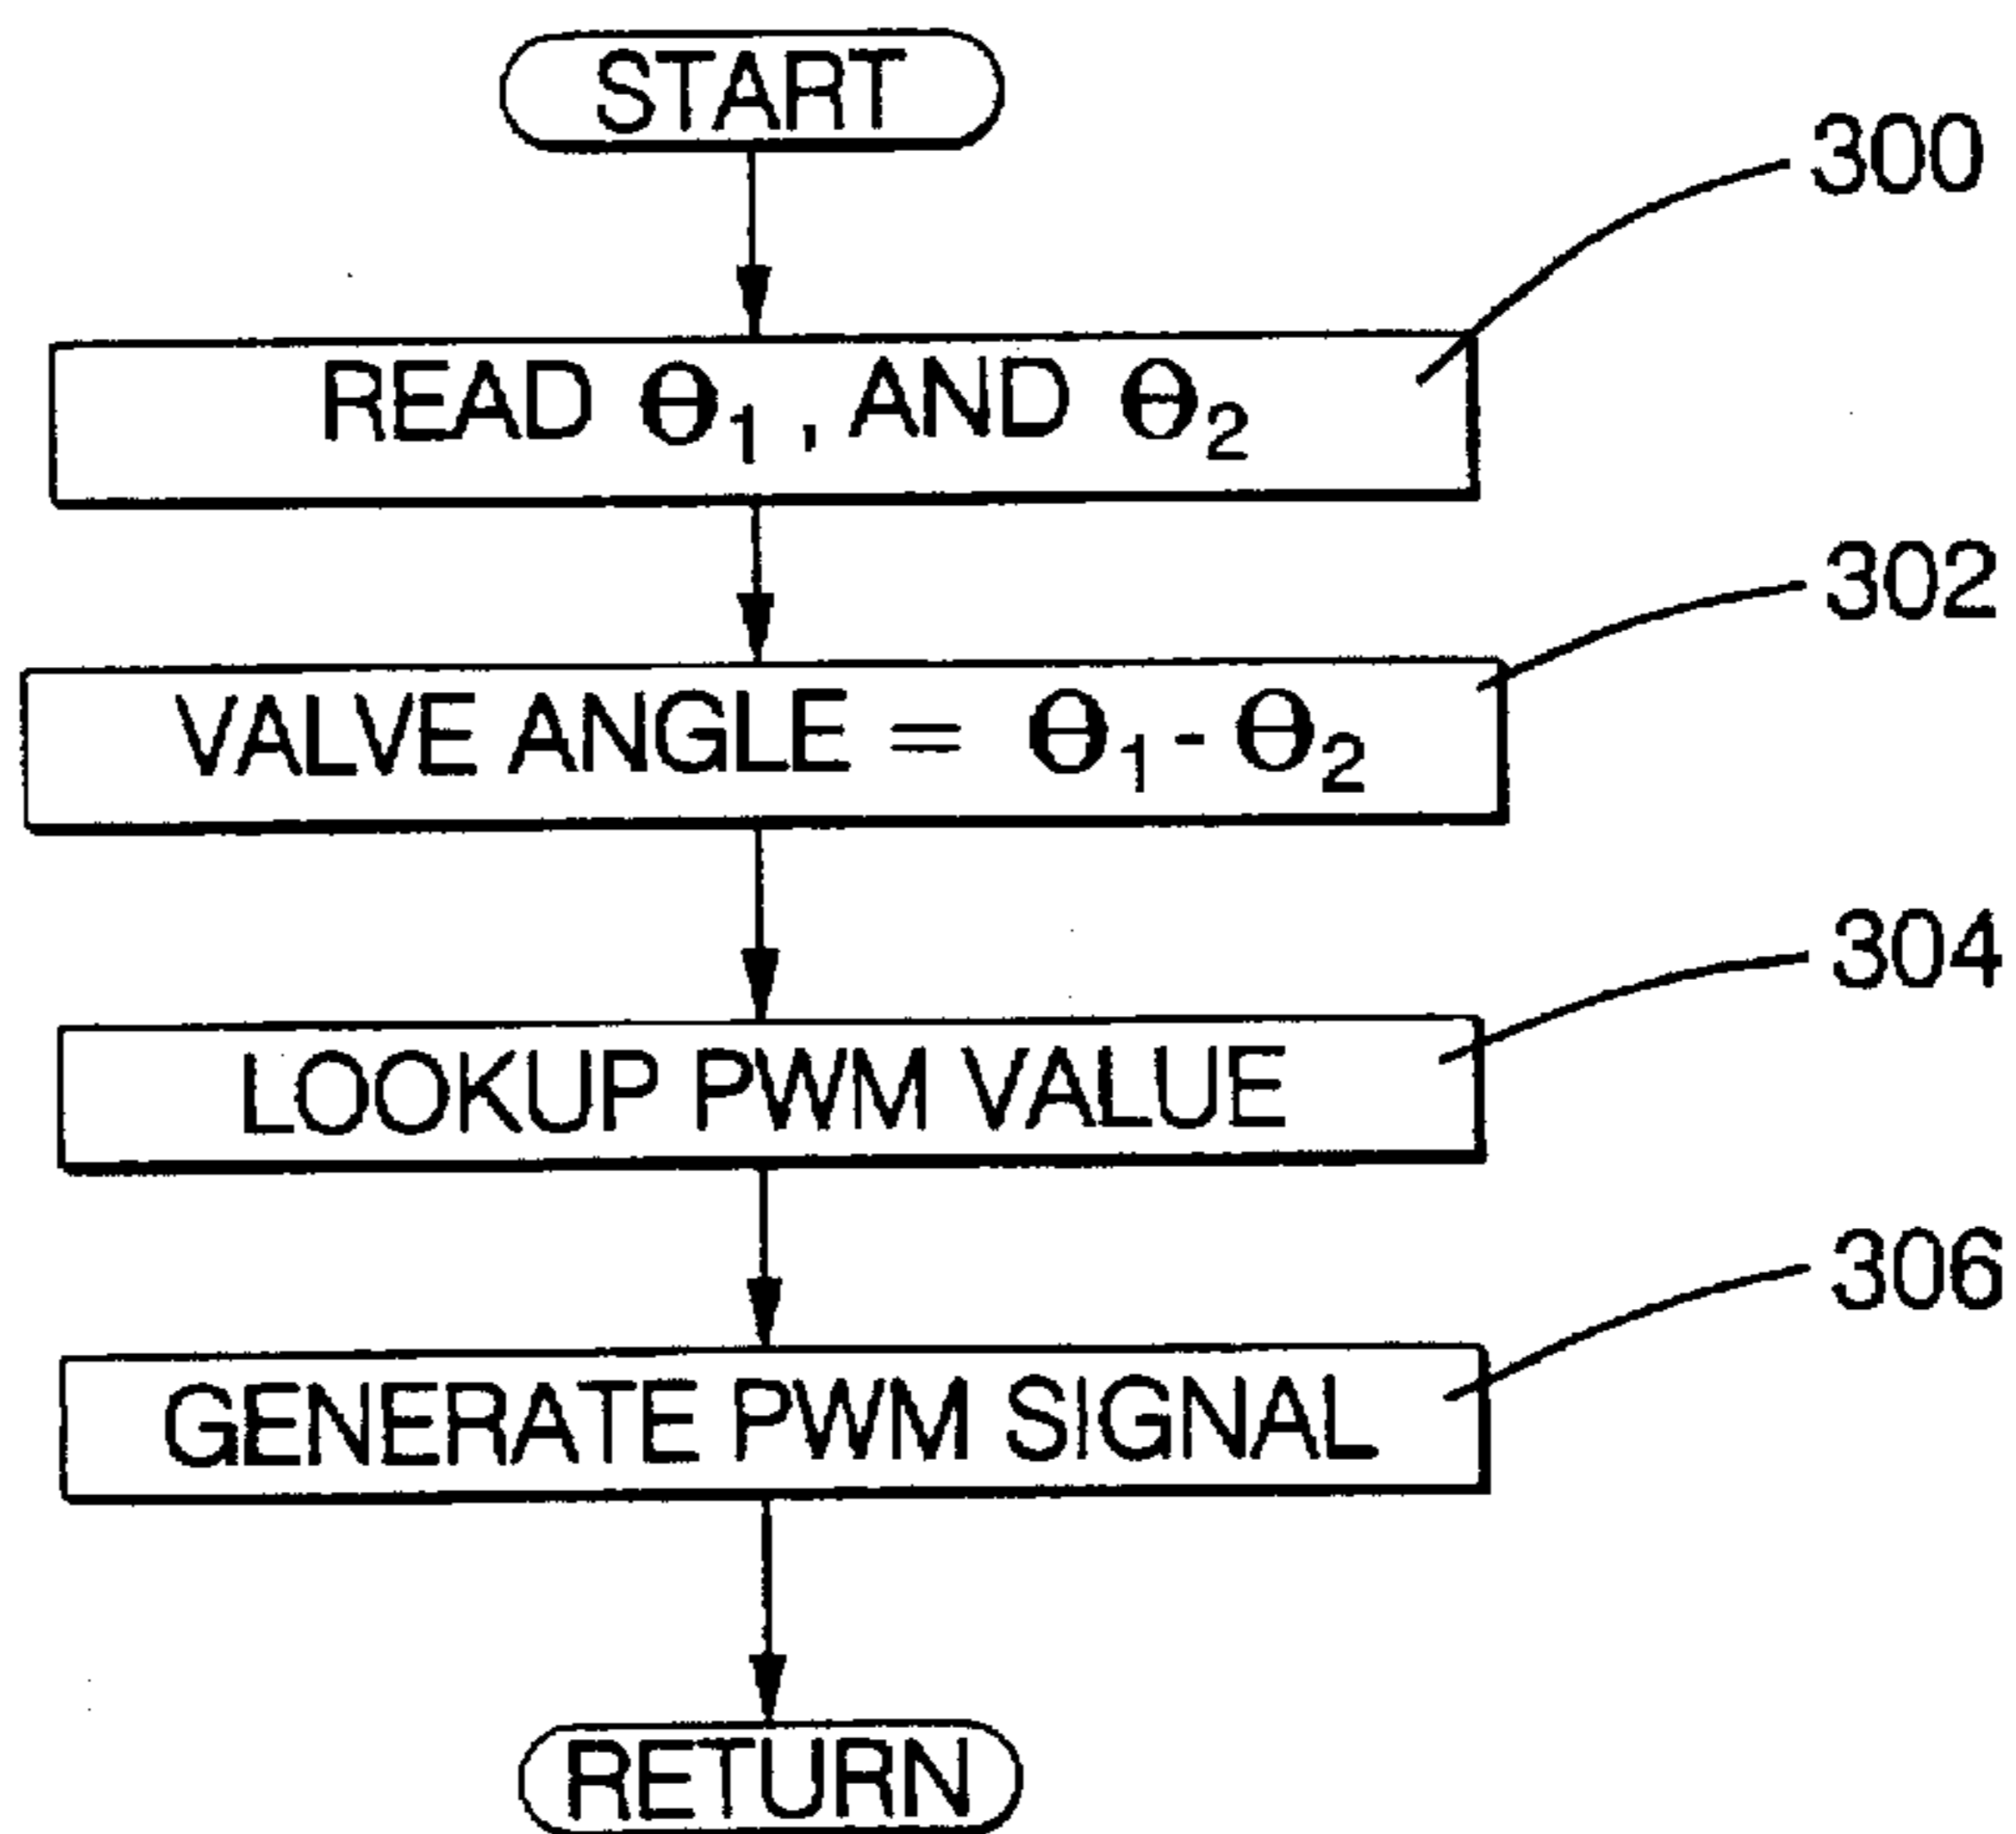 START
300
READ Θ₁, AND Θ₂
302
VALVE ANGLE = Θ₁ - Θ₂
304
LOOKUP PWM VALUE
306
GENERATE PWM SIGNAL
RETURN